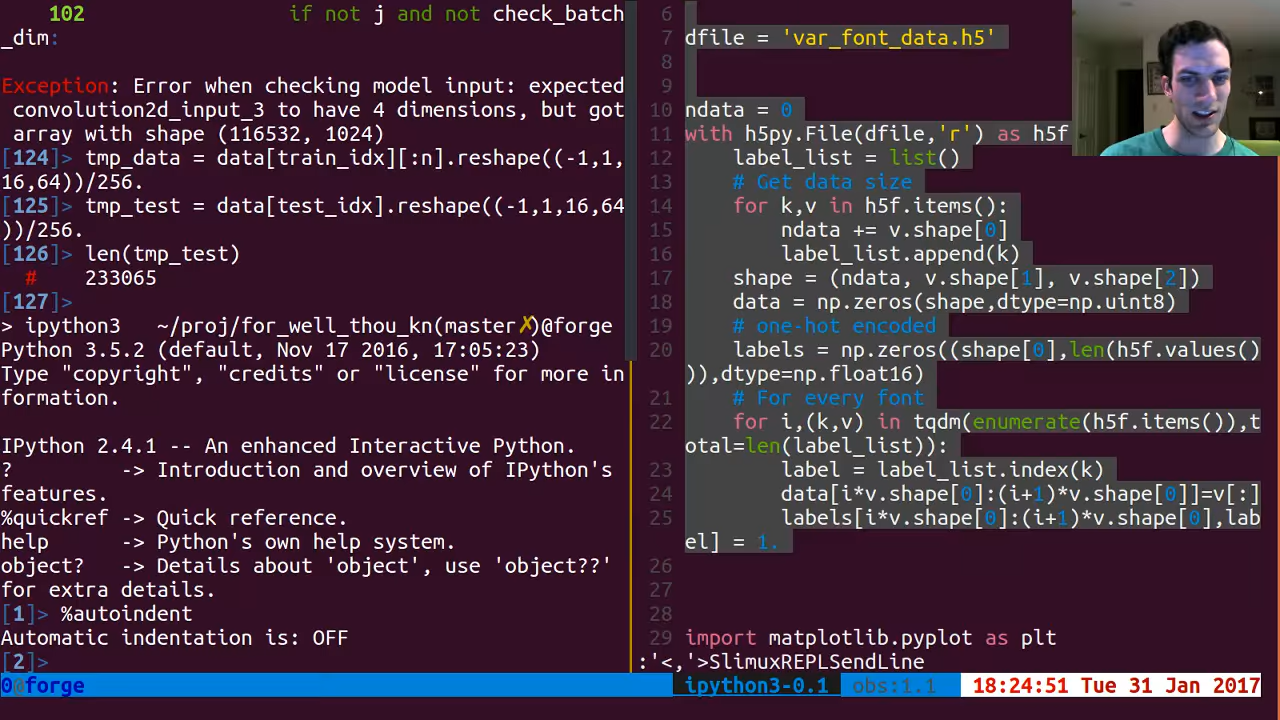 102                   if not j and not check_batch
_dim:
Exception: Error when checking model input: expected
 convolution2d_input_3 to have 4 dimensions, but got
 array with shape (116532, 1024)
[124]> tmp_data = data[train_idx][:n].reshape((-1,1,
16,64))/256.
[125]> tmp_test = data[test_idx].reshape((-1,1,16,64
))/256.
[126]> len(tmp_test)
  #    233065
[127]>
> ipython3   ~/proj/for_well_thou_kn(master✗)@forge
Python 3.5.2 (default, Nov 17 2016, 17:05:23)
Type "copyright", "credits" or "license" for more in
formation.
IPython 2.4.1 -- An enhanced Interactive Python.
?         -> Introduction and overview of IPython's
features.
%quickref -> Quick reference.
help      -> Python's own help system.
object?   -> Details about 'object', use 'object??'
for extra details.
[1]> %autoindent
Automatic indentation is: OFF
[2]>
6
7 dfile = 'var_font_data.h5'
8
9
10 ndata = 0
11 with h5py.File(dfile,'r') as h5f
12     label_list = list()
13     # Get data size
14     for k,v in h5f.items():
15         ndata += v.shape[0]
16         label_list.append(k)
17     shape = (ndata, v.shape[1], v.shape[2])
18     data = np.zeros(shape,dtype=np.uint8)
19     # one-hot encoded
20     labels = np.zeros((shape[0],len(h5f.values()
)),dtype=np.float16)
21     # For every font
22     for i,(k,v) in tqdm(enumerate(h5f.items()),t
otal=len(label_list)):
23         label = label_list.index(k)
24         data[i*v.shape[0]:(i+1)*v.shape[0]]=v[:]
25         labels[i*v.shape[0]:(i+1)*v.shape[0],lab
el] = 1.
26
27
28
29 import matplotlib.pyplot as plt
:'<,'>SlimuxREPLSendLine
0@forge
ipython3-0.1   obs:1.1   18:24:51 Tue 31 Jan 2017